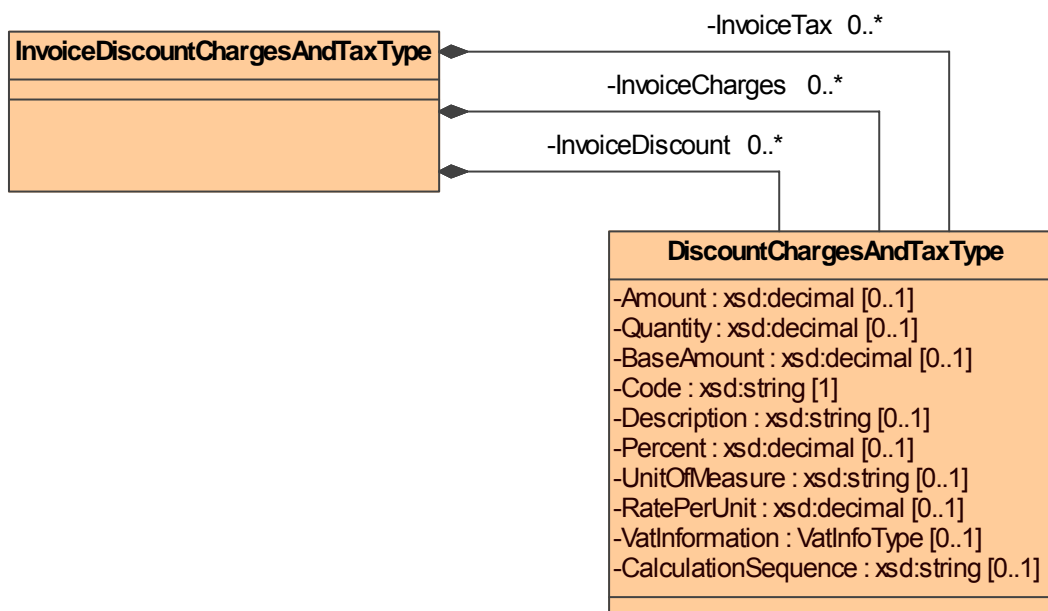 -InvoiceTax 0..*
InvoiceDiscountChargesAndTaxType
-InvoiceCharges 0..*
-InvoiceDiscount 0..*
DiscountChargesAndTaxType
-Amount : xsd:decimal [0..1]
-Quantity : xsd:decimal [0..1]
-BaseAmount : xsd:decimal [0..1]
-Code : xsd:string [1]
-Description : xsd:string [0..1]
-Percent : xsd:decimal [0..1]
-UnitOfMeasure : xsd:string [0..1]
-RatePerUnit : xsd:decimal [0..1]
-VatInformation : VatInfoType [0..1]
-CalculationSequence : xsd:string [0..1]